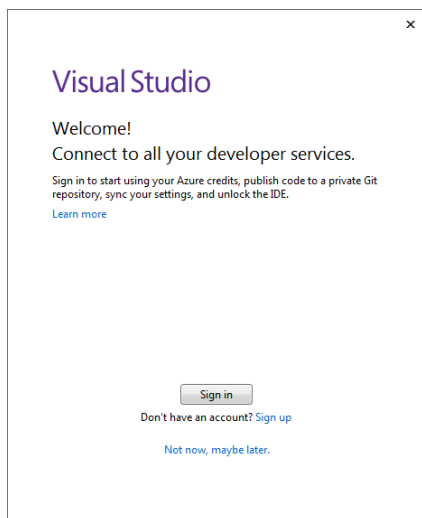 Visual Studio
Welcome!
Connect to all your developer services.
Sign in to start using your Azure credits, publish code to a private Git
repository, sync your settings, and unlock the IDE.
Learn more
Sign in
Don't have an account? Sign up
Not now, maybe later.